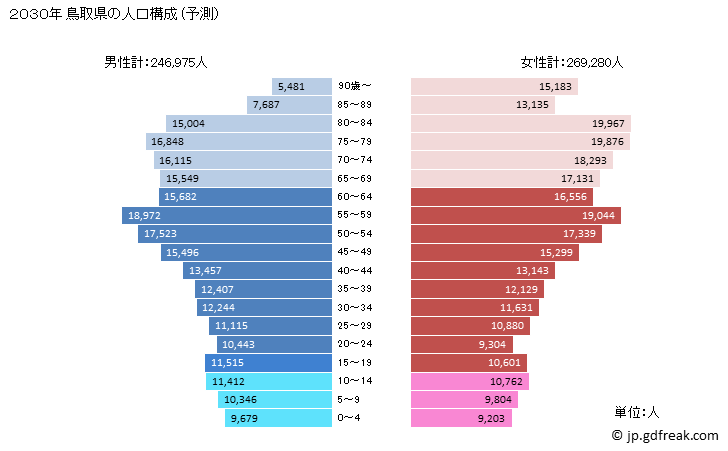 2030年 鳥取県の人口構成(予測)
男性計：246,975人 女性計：269,280人
5,481 90歳～ 15,183
7,687 85～89 13,135
15,004 80～84 19,967
16,848 75～79 19,876
16,115 70～74 18,293
15,549 65～69 17,131
15,682 60～64 16,556
18,972 55～59 19,044
17,523 50～54 17,339
15,496 45～49 15,299
13,457 40～44 13,143
12,407 35～39 12,129
12,244 30～34 11,631
11,115 25～29 10,880
10,443 20～24 9,304
11,515 15～19 10,601
11,412 10～14 10,762
10,346 5～9 9,804
9,679 0～4 9,203
単位：人
© jp.gdfreak.com